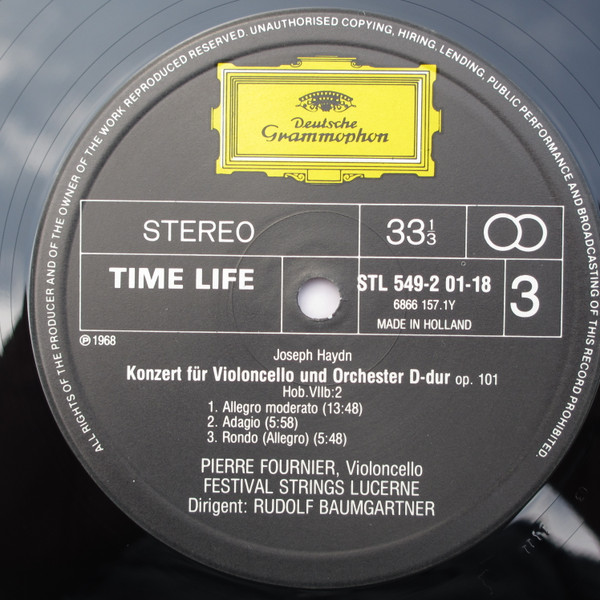 ALL RIGHTS OF THE PRODUCER AND OF THE OWNER OF THE WORK REPRODUCED RESERVED. UNAUTHORISED COPYING, HIRING, LENDING, PUBLIC PERFORMANCE AND BROADCASTING OF THIS RECORD PROHIBITED.
Deutsche
Grammophon
STEREO
33 1/3
TIME LIFE
STL 549-2 01-18
6866 157.1Y
MADE IN HOLLAND
3
℗ 1968
Joseph Haydn
Konzert für Violoncello und Orchester D-dur op. 101
Hob.VIIb:2
1. Allegro moderato (13:48)
2. Adagio (5:58)
3. Rondo (Allegro) (5:48)
PIERRE FOURNIER, Violoncello
FESTIVAL STRINGS LUCERNE
Dirigent: RUDOLF BAUMGARTNER